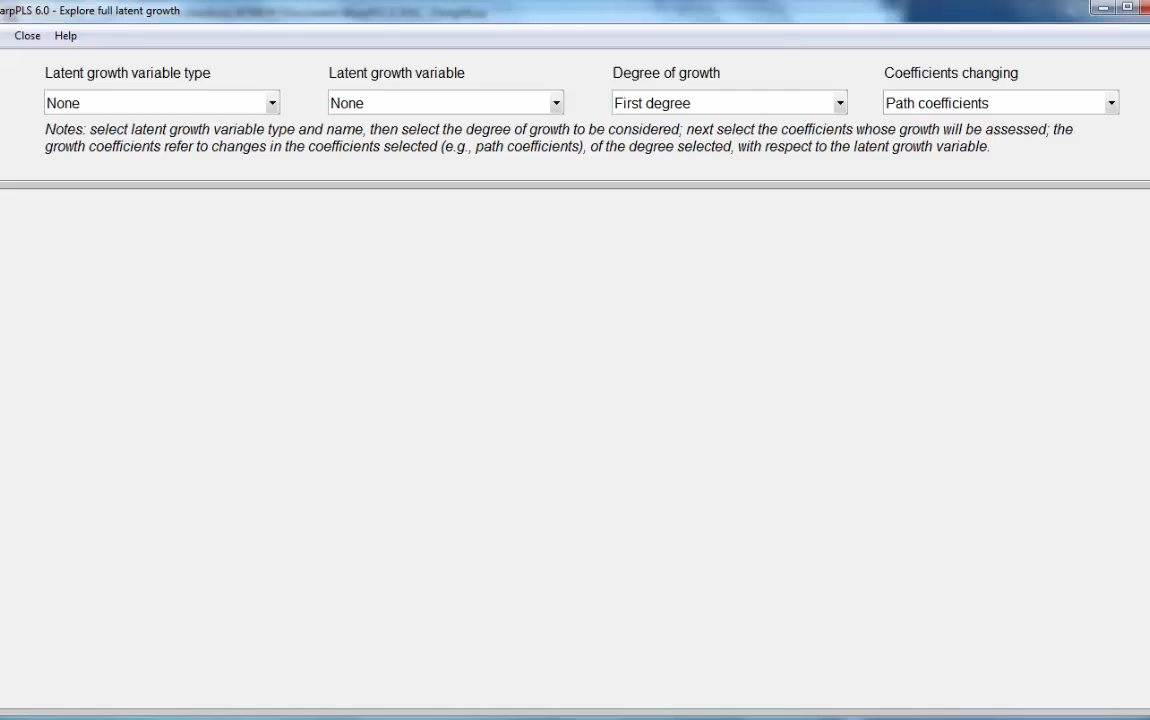 arpPLS 6.0 - Explore full latent growth
Close Help
Latent growth variable type Latent growth variable Degree of growth Coefficients changing
None None First degree Path coefficients
Notes: select latent growth variable type and name, then select the degree of growth to be considered; next select the coefficients whose growth will be assessed; the
growth coefficients refer to changes in the coefficients selected (e.g., path coefficients), of the degree selected, with respect to the latent growth variable.